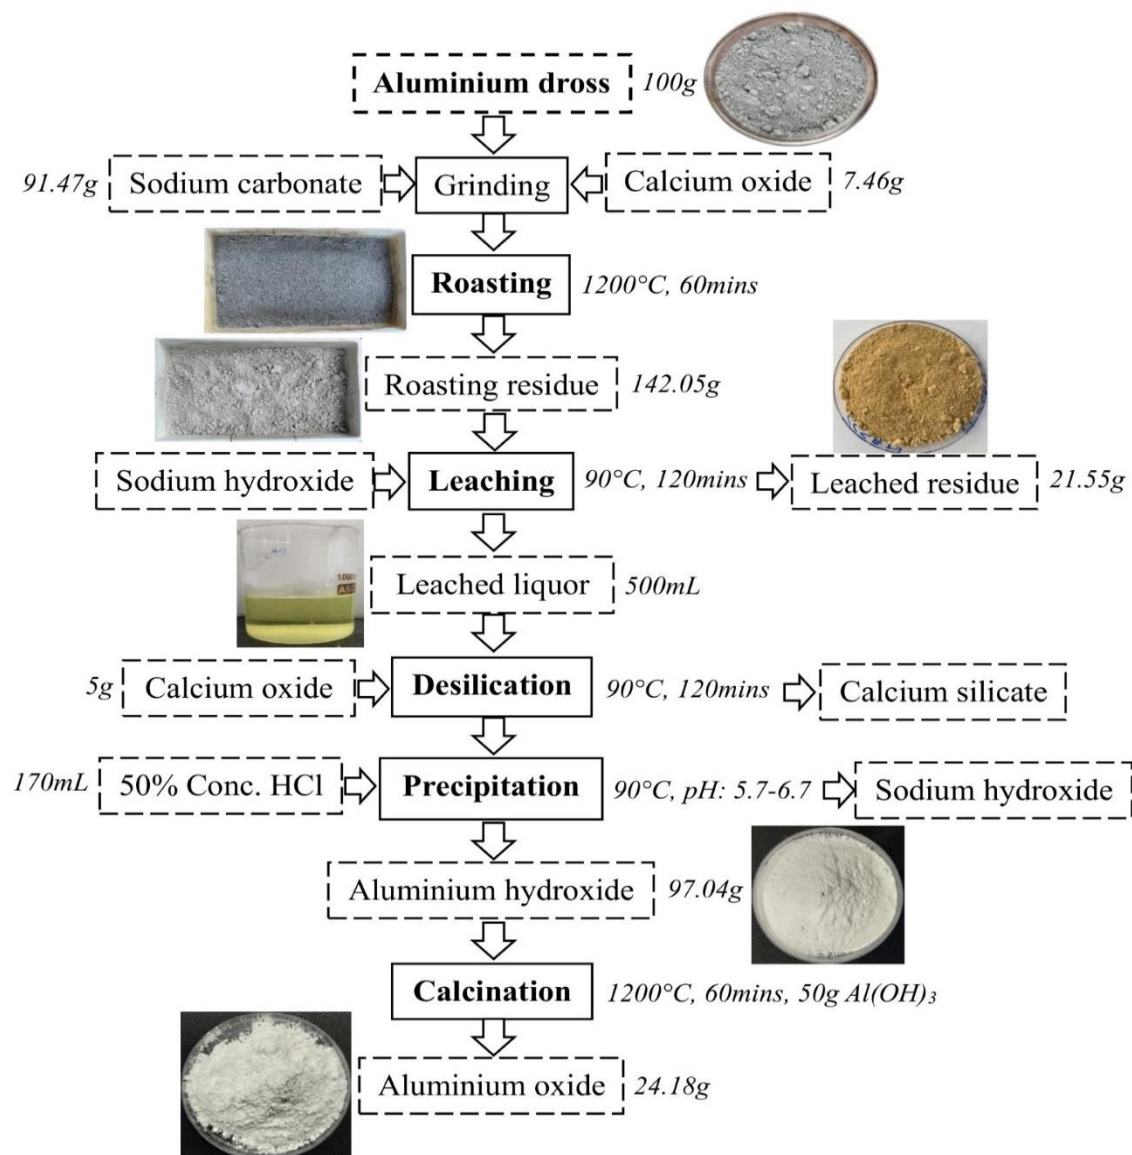 Aluminium dross 100g
91.47g Sodium carbonate Grinding Calcium oxide 7.46g
Roasting 1200°C, 60mins
Roasting residue 142.05g
Sodium hydroxide Leaching 90°C, 120mins Leached residue 21.55g
Leached liquor 500mL
5g Calcium oxide Desilication 90°C, 120mins Calcium silicate
170mL 50% Conc. HCl Precipitation 90°C, pH: 5.7-6.7 Sodium hydroxide
Aluminium hydroxide 97.04g
Calcination 1200°C, 60mins, 50g Al(OH)₃
Aluminium oxide 24.18g